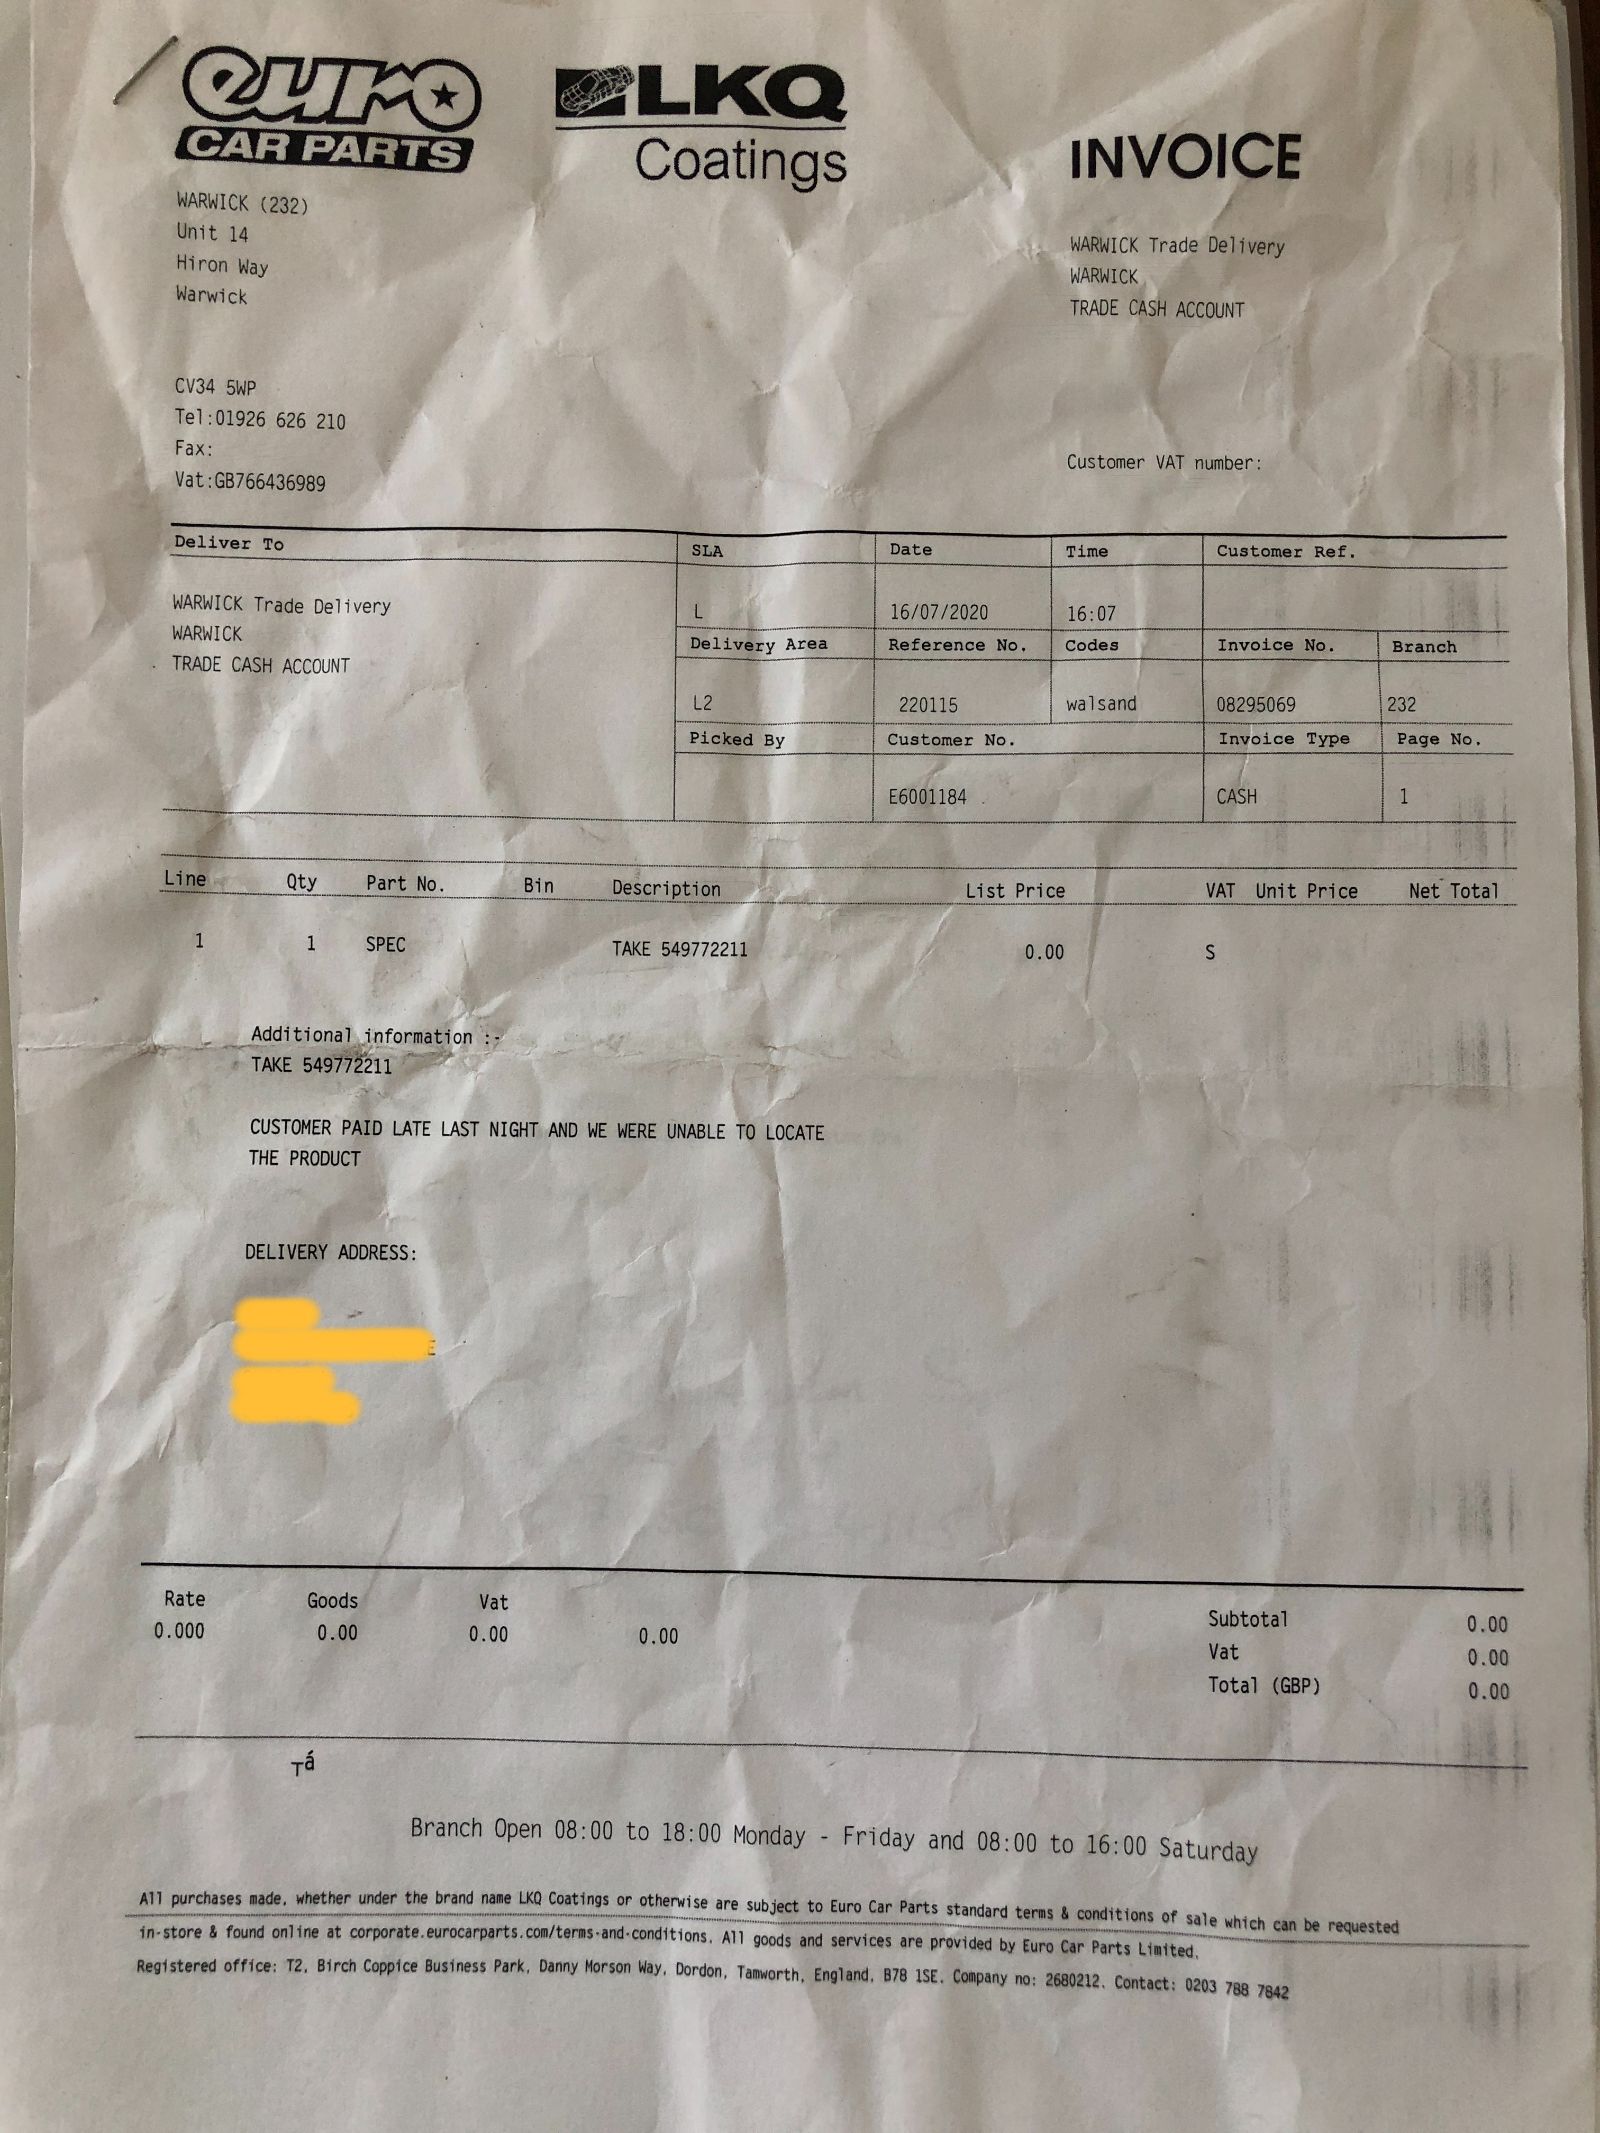 euro
CAR PARTS
LKQ
Coatings
INVOICE
WARWICK (232)
Unit 14
Hiron Way
Warwick
CV34 5WP
Tel:01926 626 210
Fax:
Vat:GB766436989
WARWICK Trade Delivery
WARWICK
TRADE CASH ACCOUNT
Customer VAT number:
Deliver To
WARWICK Trade Delivery
WARWICK
TRADE CASH ACCOUNT
SLA Date Time Customer Ref.
L 16/07/2020 16:07
Delivery Area Reference No. Codes Invoice No. Branch
L2 220115 walsand 08295069 232
Picked By Customer No. Invoice Type Page No.
E6001184 CASH 1
Line Qty Part No. Bin Description List Price VAT Unit Price Net Total
1 1 SPEC TAKE 549772211 0.00 S
Additional information :-
TAKE 549772211
CUSTOMER PAID LATE LAST NIGHT AND WE WERE UNABLE TO LOCATE
THE PRODUCT
DELIVERY ADDRESS:
E
Rate Goods Vat
0.000 0.00 0.00 0.00
Subtotal 0.00
Vat 0.00
Total (GBP) 0.00
Tá
Branch Open 08:00 to 18:00 Monday - Friday and 08:00 to 16:00 Saturday
All purchases made, whether under the brand name LKQ Coatings or otherwise are subject to Euro Car Parts standard terms & conditions of sale which can be requested
in-store & found online at corporate.eurocarparts.com/terms-and-conditions. All goods and services are provided by Euro Car Parts Limited.
Registered office: T2, Birch Coppice Business Park, Danny Morson Way, Dordon, Tamworth, England, B78 1SE. Company no: 2680212. Contact: 0203 788 7842